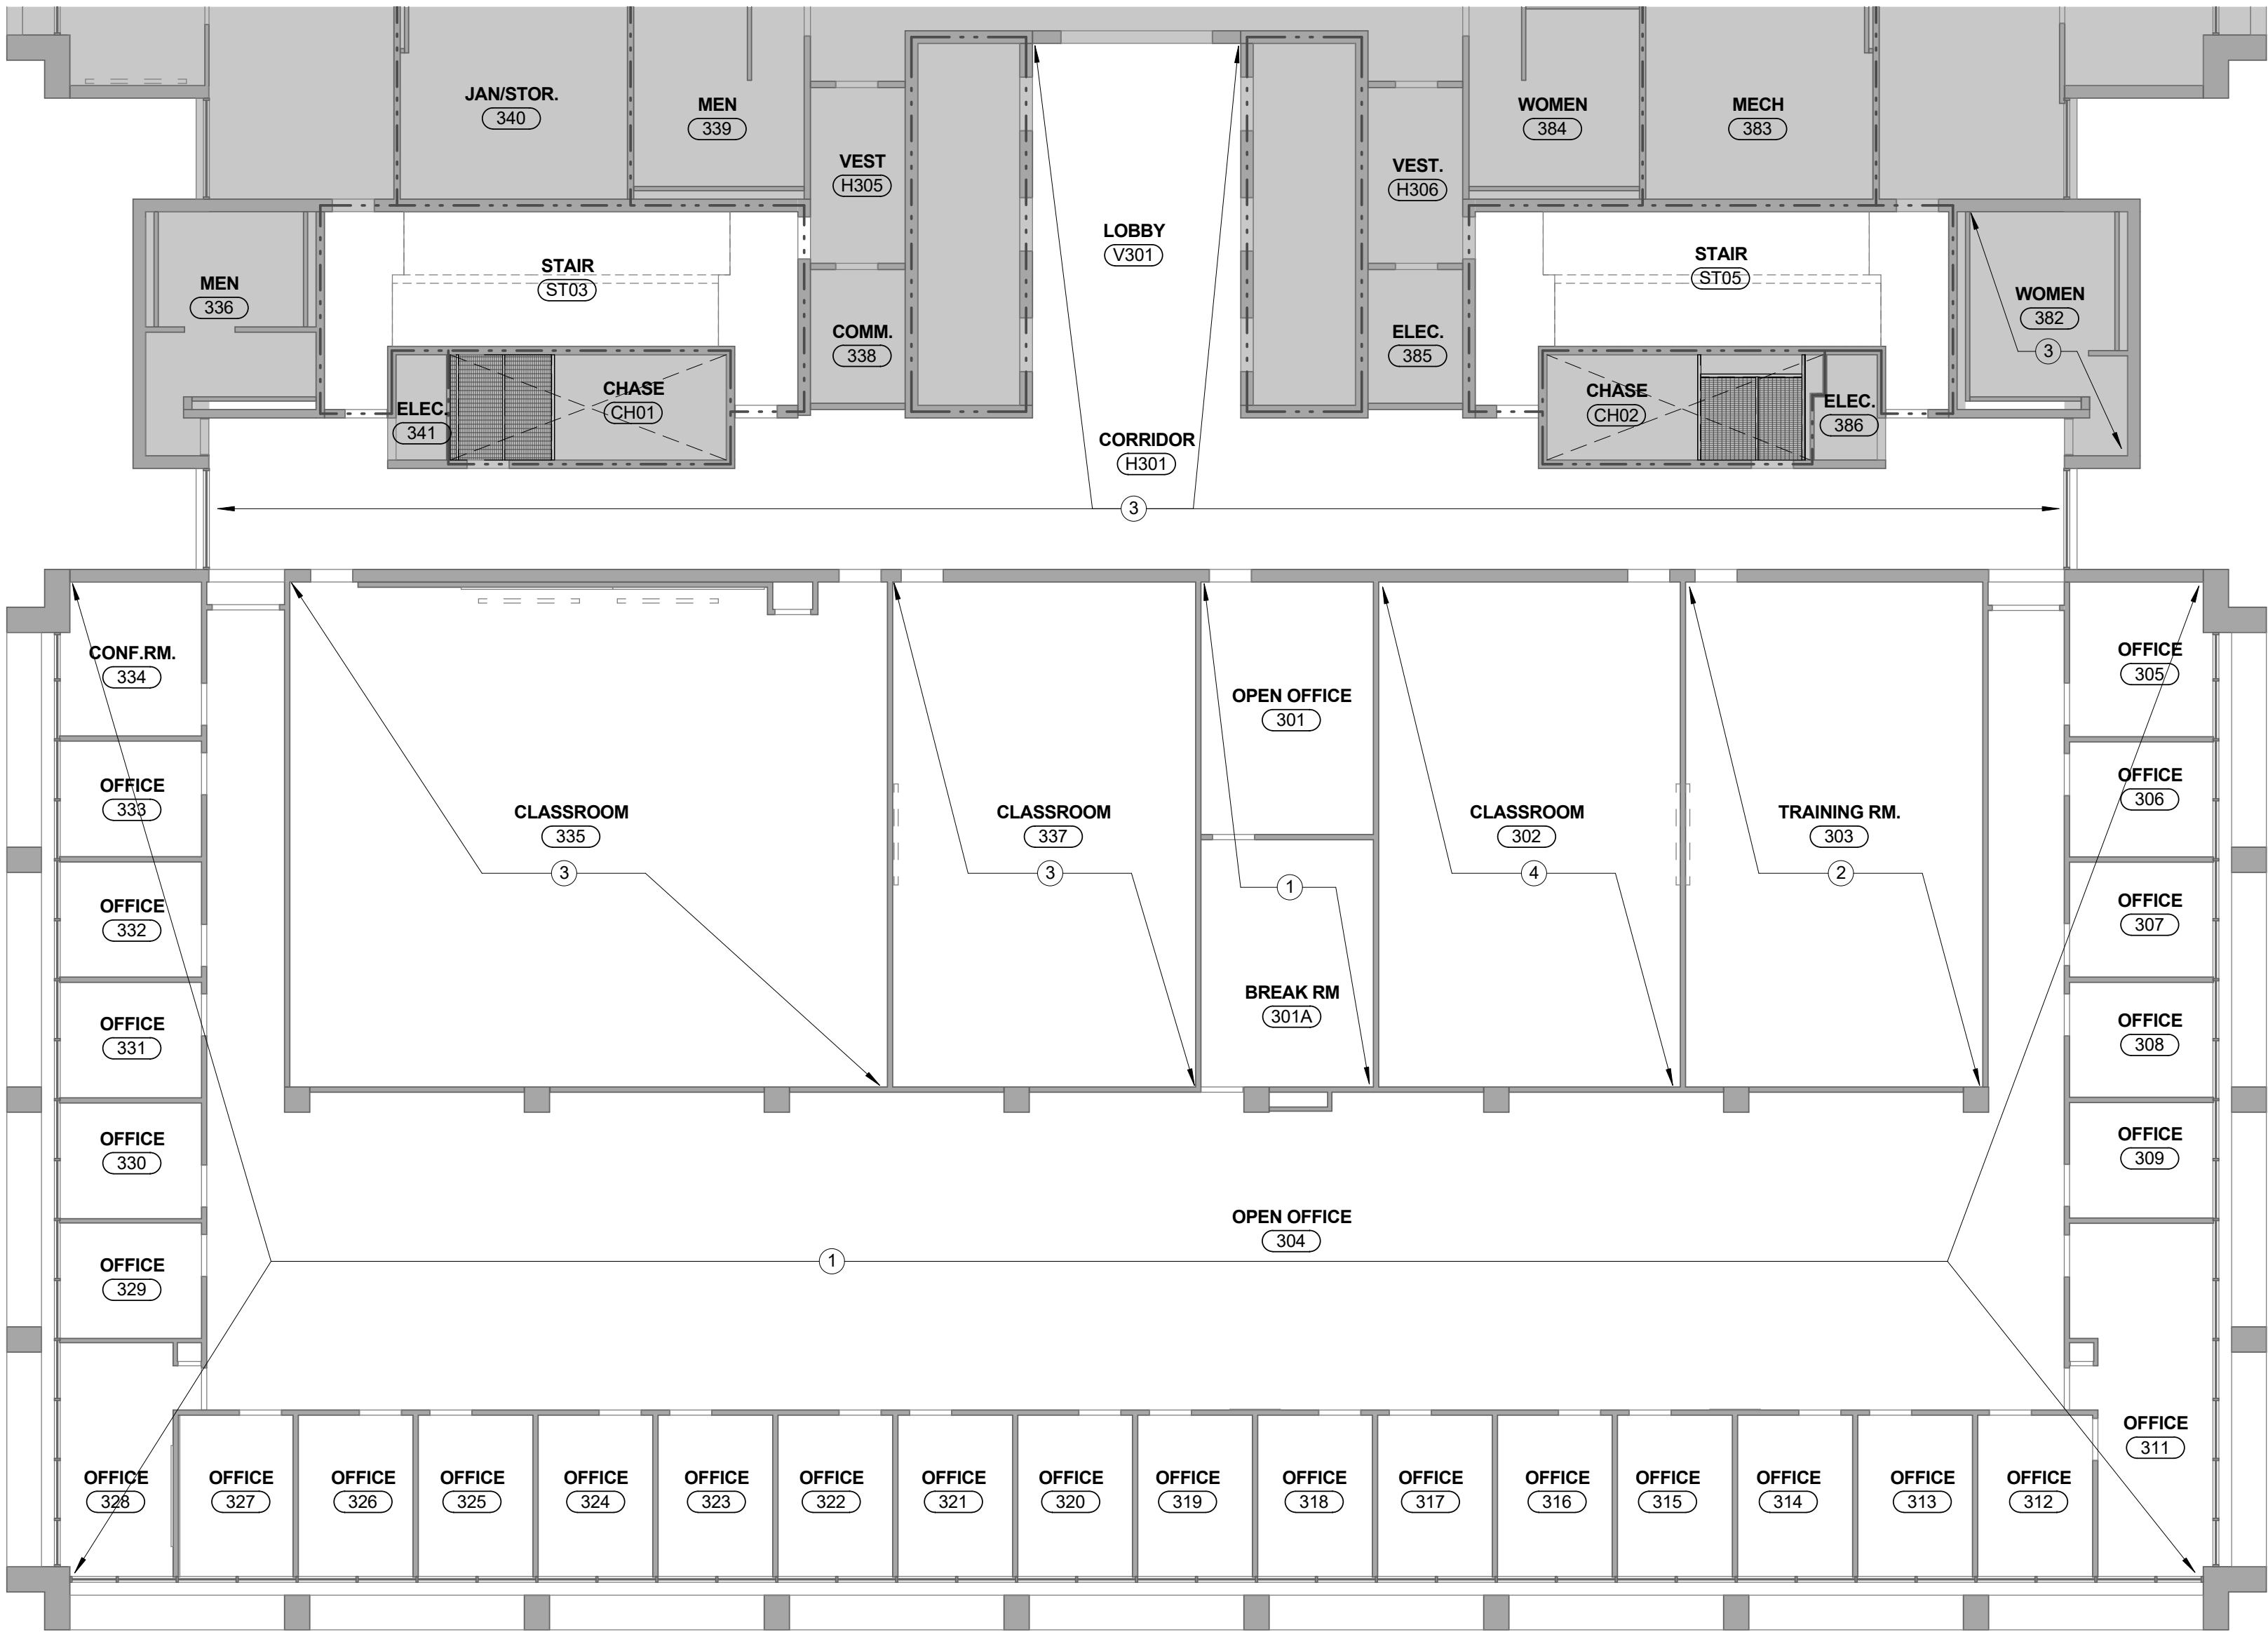 JAN/STOR.
340
MEN
339
WOMEN
384
MECH
383
VEST
H305
VEST.
H306
LOBBY
V301
STAIR
ST03
STAIR
ST05
MEN
336
WOMEN
382
3
COMM.
338
ELEC.
385
CHASE
CH01
ELEC.
341
CHASE
CH02
ELEC.
386
CORRIDOR
H301
3
CONF.RM.
334
OFFICE
305
OPEN OFFICE
301
OFFICE
333
OFFICE
306
CLASSROOM
335
3
CLASSROOM
337
3
1
CLASSROOM
302
4
TRAINING RM.
303
2
OFFICE
332
OFFICE
307
BREAK RM
301A
OFFICE
331
OFFICE
308
OFFICE
330
OFFICE
309
OPEN OFFICE
304
1
OFFICE
329
OFFICE
311
OFFICE
328
OFFICE
327
OFFICE
326
OFFICE
325
OFFICE
324
OFFICE
323
OFFICE
322
OFFICE
321
OFFICE
320
OFFICE
319
OFFICE
318
OFFICE
317
OFFICE
316
OFFICE
315
OFFICE
314
OFFICE
313
OFFICE
312